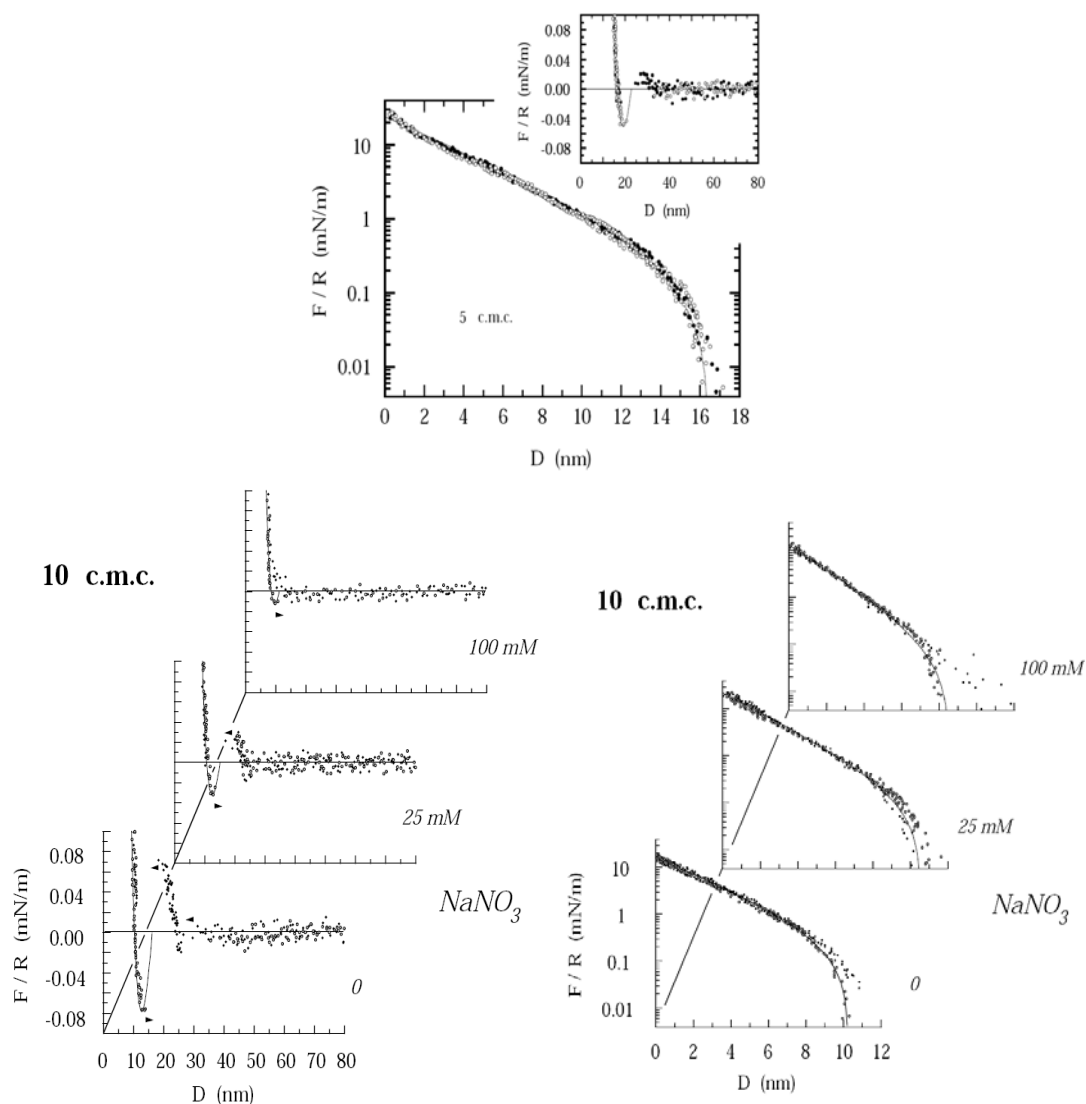 0.08
0.04
0.00
-0.04
-0.08
F / R (mN/m)
0 20 40 60 80
D (nm)
10
1
0.1
0.01
F / R (mN/m)
5 c.m.c.
0 2 4 6 8 10 12 14 16 18
D (nm)
10 c.m.c.
100 mM
25 mM
NaNO3
0
0.08
0.04
0.00
-0.04
-0.08
F / R (mN/m)
0 10 20 30 40 50 60 70 80
D (nm)
10 c.m.c.
100 mM
25 mM
NaNO3
0
10
1
0.1
0.01
F / R (mN/m)
0 2 4 6 8 10 12
D (nm)